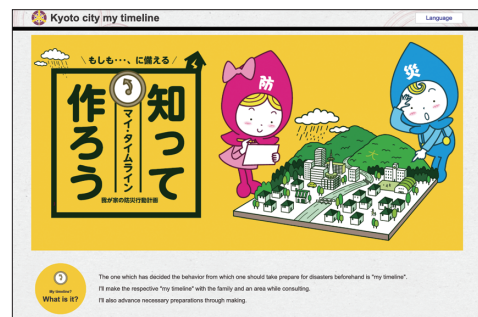 Kyoto city my timeline
Language
もしも・・・、に備える
知って
マイ・タイムライン
作ろう
我が家の防災行動計画
防
災
大
My timeline?
What is it?
The one which has decided the behavior from which one should take prepare for disasters beforehand is "my timeline".
I'll make the respective "my timeline" with the family and an area while consulting.
I'll also advance necessary preparations through making.